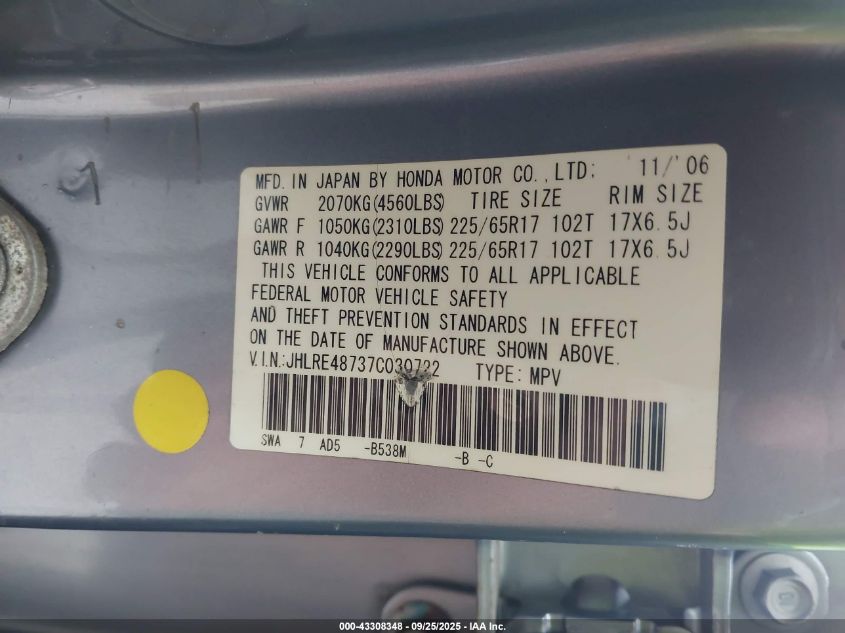 MFD. IN JAPAN BY HONDA MOTOR CO.,LTD: 11/'06
GVWR 2070KG(4560LBS) TIRE SIZE RIM SIZE
GAWR F 1050KG(2310LBS) 225/65R17 102T 17X6.5J
GAWR R 1040KG(2290LBS) 225/65R17 102T 17X6.5J
THIS VEHICLE CONFORMS TO ALL APPLICABLE
FEDERAL MOTOR VEHICLE SAFETY
AND THEFT PREVENTION STANDARDS IN EFFECT
ON THE DATE OF MANUFACTURE SHOWN ABOVE.
V.I.N.: TYPE: MPV
SWA 7 AD5 -B538M -B -C
000-43308348 - 09/25/2025 - IAA Inc.